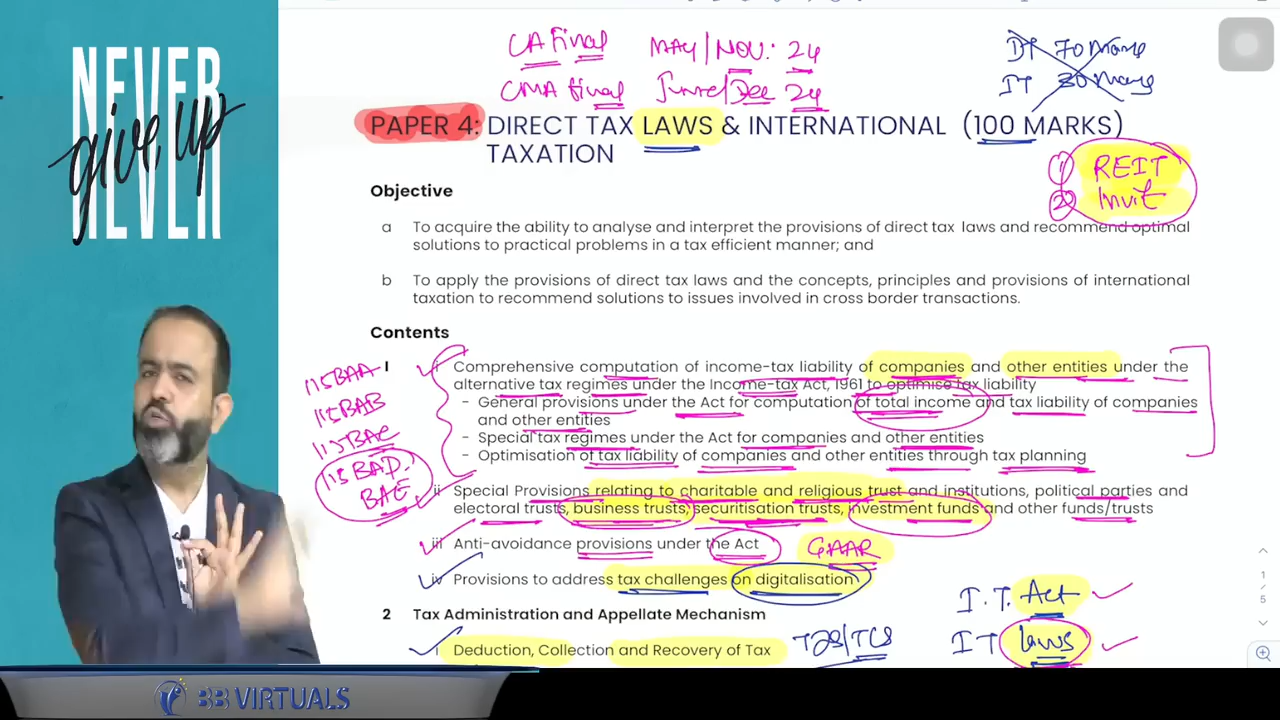 NEVER
give up
NEVER
CA Final MAY/NOV: 24
CMA final June/Dec 24
DT 70 Marks
IT 30 Marks
PAPER 4: DIRECT TAX LAWS & INTERNATIONAL (100 MARKS)
TAXATION
① REIT
② Invit
Objective
a To acquire the ability to analyse and interpret the provisions of direct tax laws and recommend optimal
solutions to practical problems in a tax efficient manner; and
b To apply the provisions of direct tax laws and the concepts, principles and provisions of international
taxation to recommend solutions to issues involved in cross border transactions.
Contents
115BAA
115BAB
115BAC
115BAD
BAE
1 i Comprehensive computation of income-tax liability of companies and other entities under the
alternative tax regimes under the Income-tax Act, 1961 to optimise tax liability
- General provisions under the Act for computation of total income and tax liability of companies
and other entities
- Special tax regimes under the Act for companies and other entities
- Optimisation of tax liability of companies and other entities through tax planning
ii Special Provisions relating to charitable and religious trust and institutions, political parties and
electoral trusts, business trusts, securitisation trusts, investment funds and other funds/trusts
iii Anti-avoidance provisions under the Act GAAR
iv Provisions to address tax challenges on digitalisation
I.T. Act
2 Tax Administration and Appellate Mechanism
i Deduction, Collection and Recovery of Tax TDS/TCS
IT laws
1
/
5
BB VIRTUALS